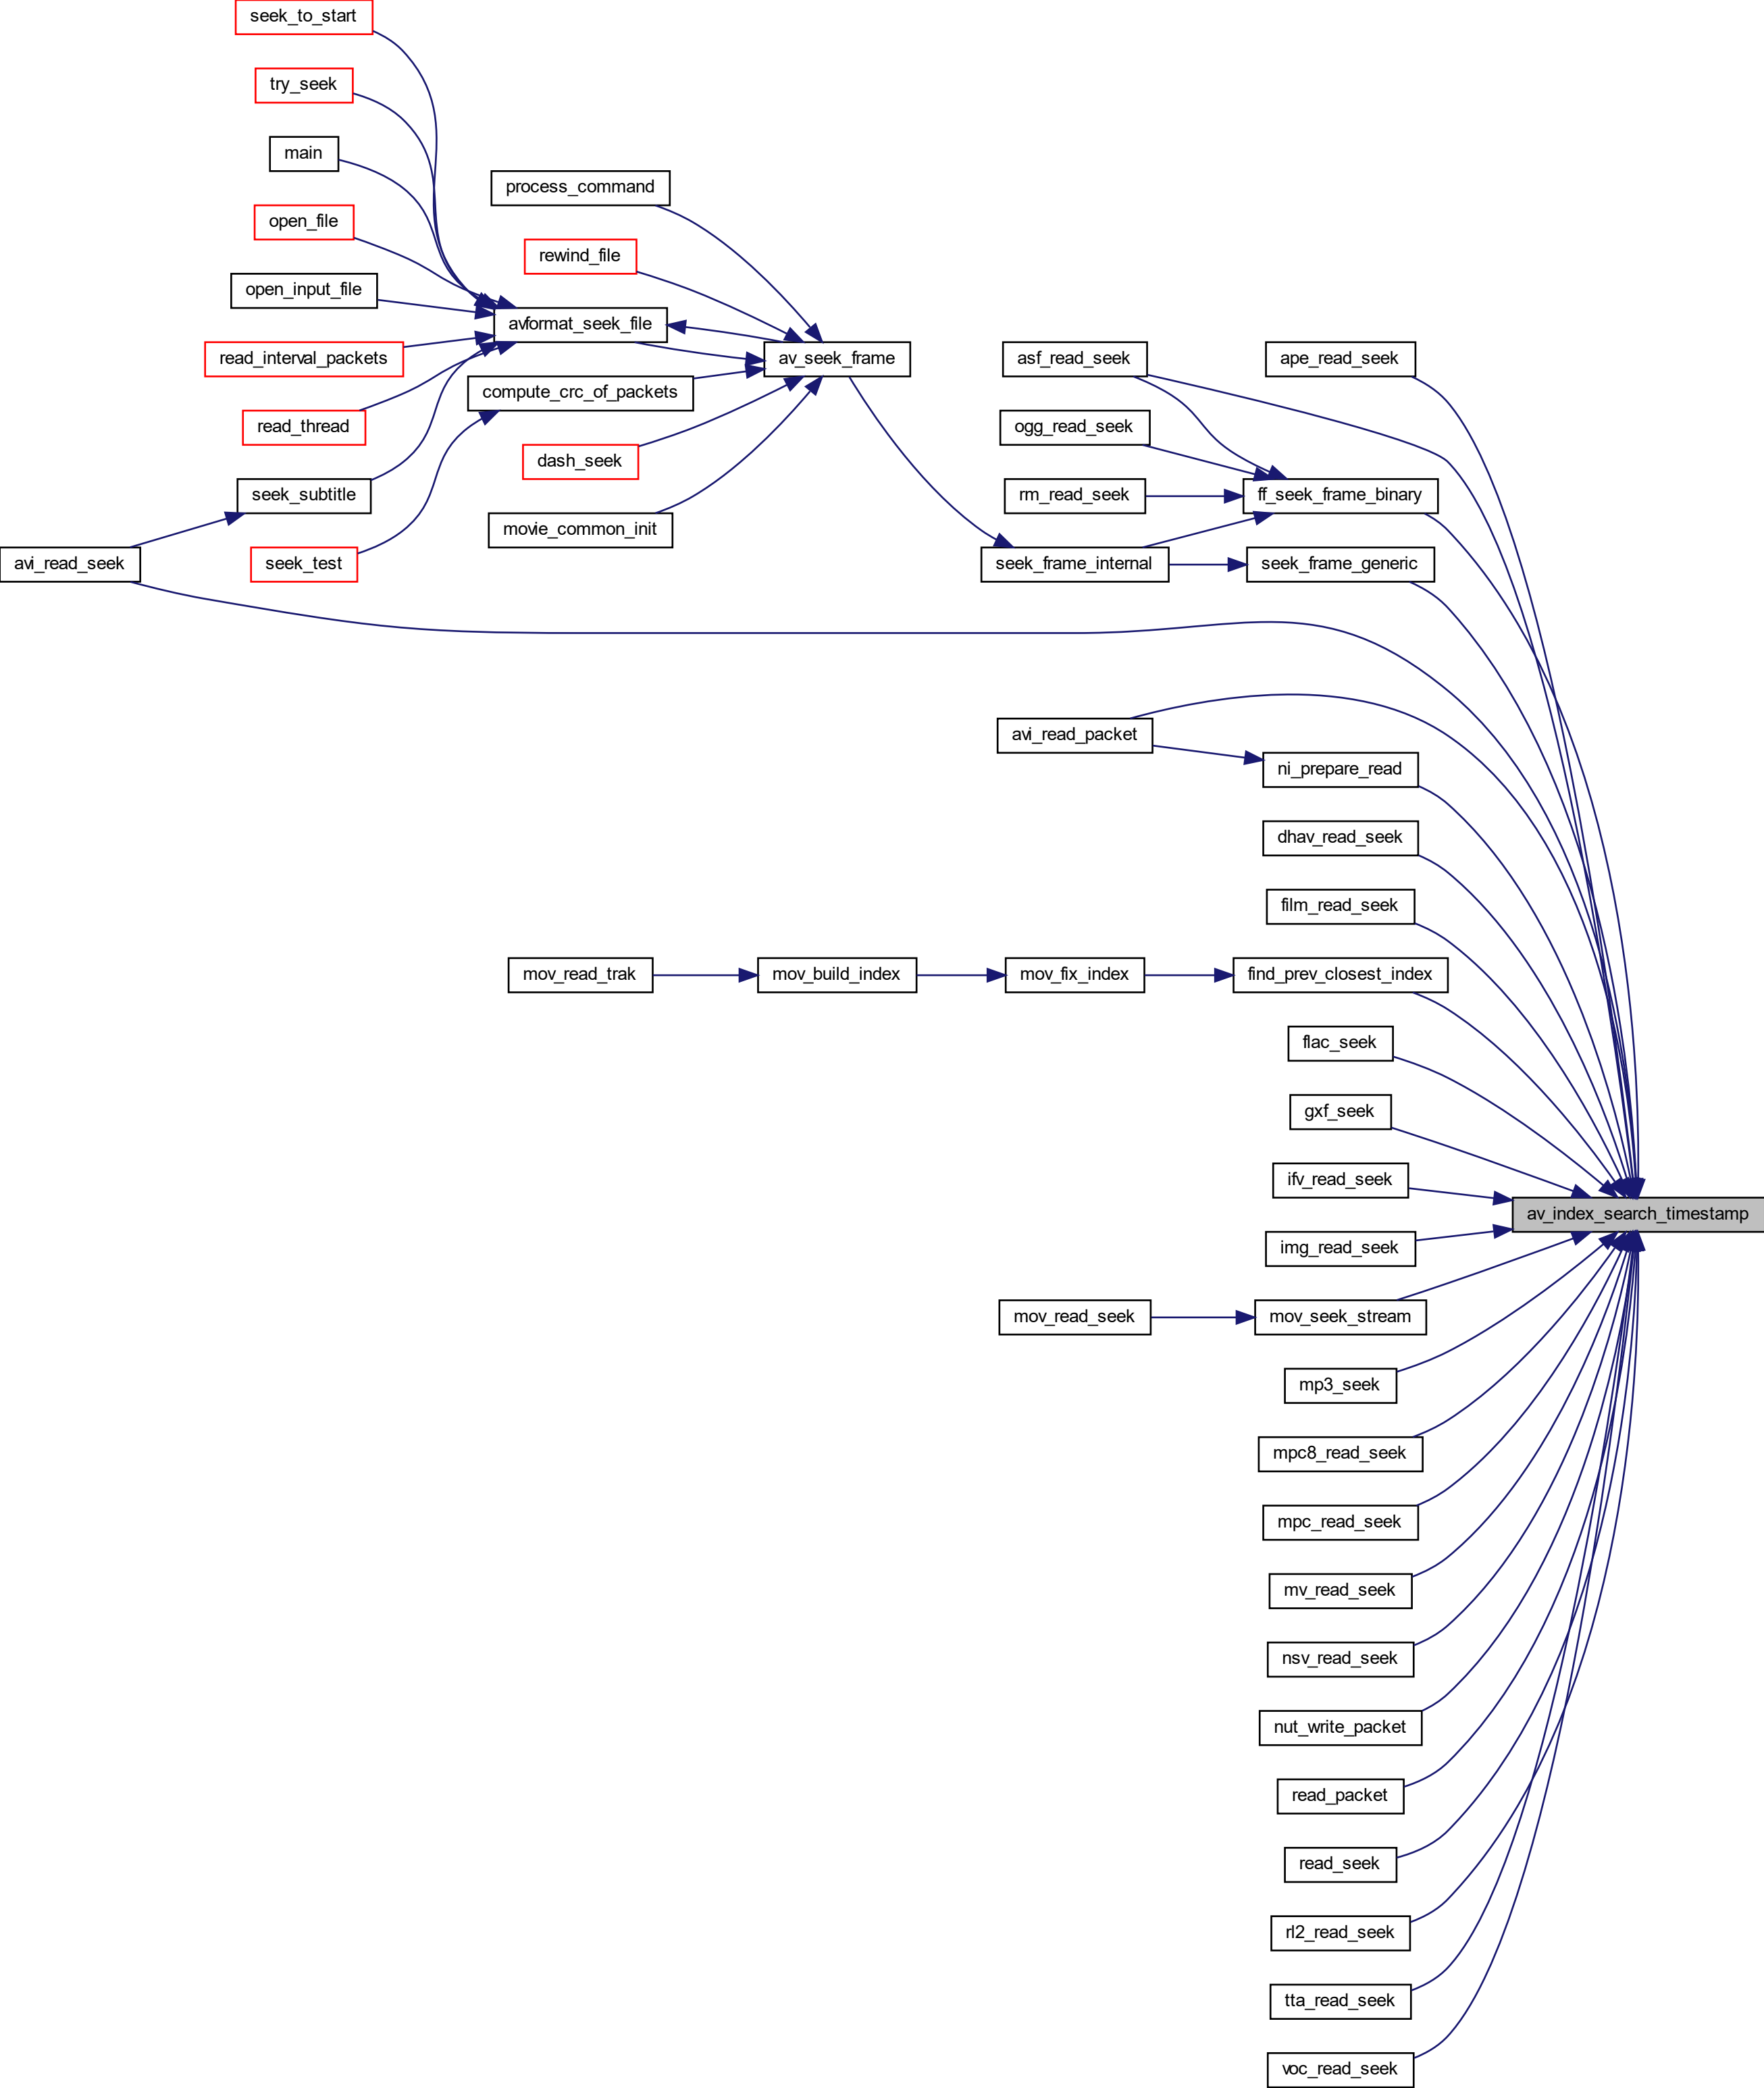 seek_to_start
try_seek
main
process_command
open_file
rewind_file
open_input_file
avformat_seek_file
read_interval_packets
av_seek_frame
asf_read_seek
ape_read_seek
compute_crc_of_packets
read_thread
ogg_read_seek
dash_seek
seek_subtitle
rm_read_seek
ff_seek_frame_binary
movie_common_init
avi_read_seek
seek_test
seek_frame_internal
seek_frame_generic
avi_read_packet
ni_prepare_read
dhav_read_seek
film_read_seek
mov_read_trak
mov_build_index
mov_fix_index
find_prev_closest_index
flac_seek
gxf_seek
ifv_read_seek
av_index_search_timestamp
img_read_seek
mov_read_seek
mov_seek_stream
mp3_seek
mpc8_read_seek
mpc_read_seek
mv_read_seek
nsv_read_seek
nut_write_packet
read_packet
read_seek
rl2_read_seek
tta_read_seek
voc_read_seek